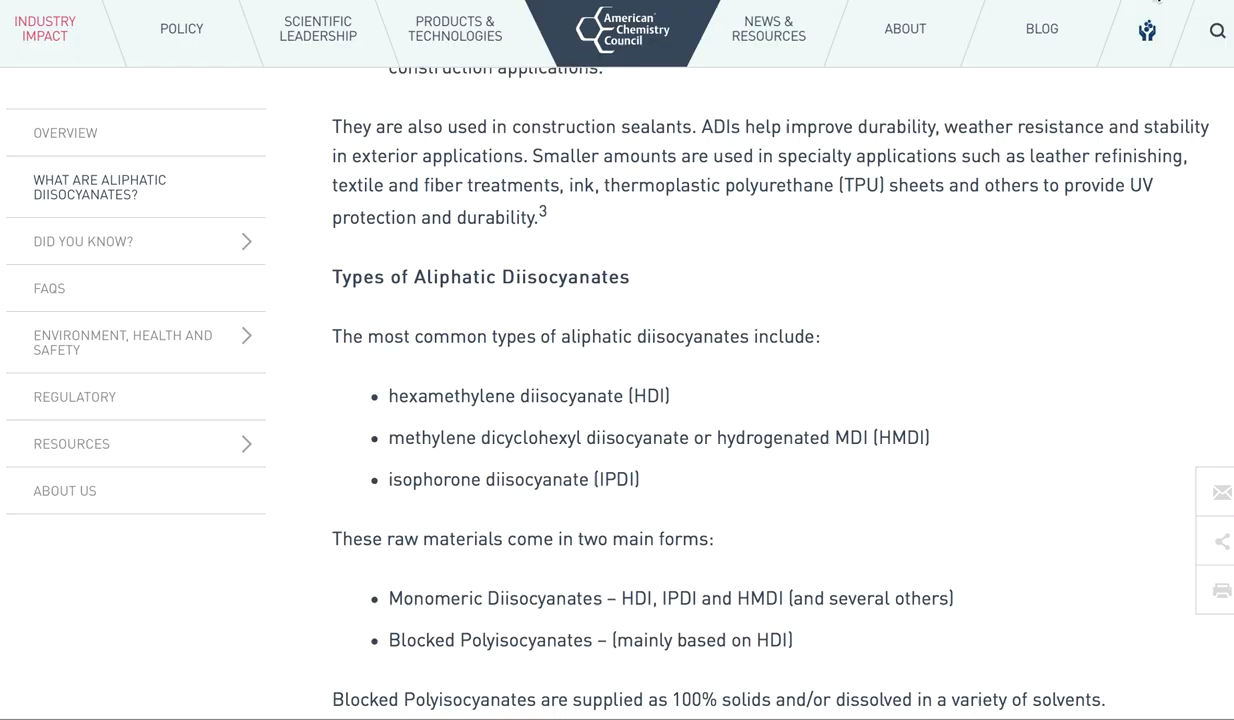 INDUSTRY
IMPACT
POLICY
SCIENTIFIC
LEADERSHIP
PRODUCTS &
TECHNOLOGIES
American
Chemistry
Council
NEWS &
RESOURCES
ABOUT
BLOG
construction applications.
OVERVIEW
WHAT ARE ALIPHATIC
DIISOCYANATES?
DID YOU KNOW?
FAQS
ENVIRONMENT, HEALTH AND
SAFETY
REGULATORY
RESOURCES
ABOUT US
They are also used in construction sealants. ADIs help improve durability, weather resistance and stability
in exterior applications. Smaller amounts are used in specialty applications such as leather refinishing,
textile and fiber treatments, ink, thermoplastic polyurethane (TPU) sheets and others to provide UV
protection and durability.3
Types of Aliphatic Diisocyanates
The most common types of aliphatic diisocyanates include:
• hexamethylene diisocyanate (HDI)
• methylene dicyclohexyl diisocyanate or hydrogenated MDI (HMDI)
• isophorone diisocyanate (IPDI)
These raw materials come in two main forms:
• Monomeric Diisocyanates – HDI, IPDI and HMDI (and several others)
• Blocked Polyisocyanates – (mainly based on HDI)
Blocked Polyisocyanates are supplied as 100% solids and/or dissolved in a variety of solvents.